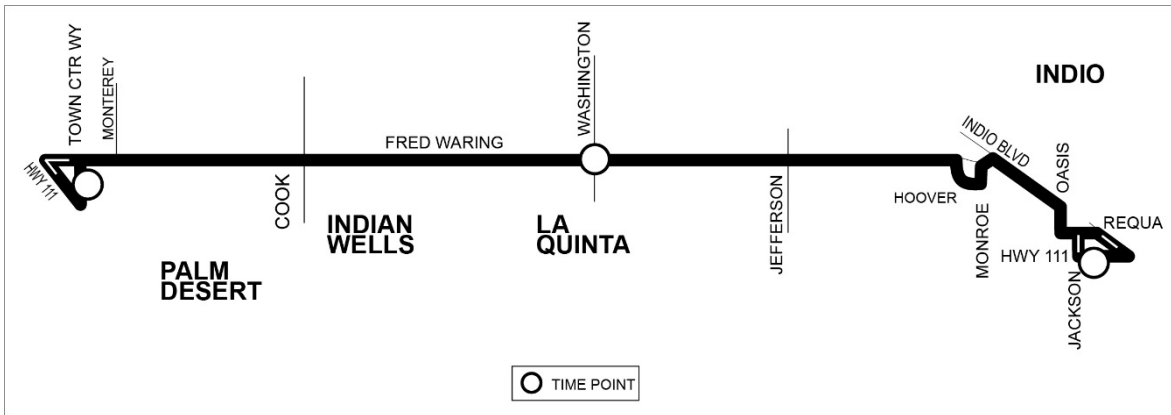 TOWN CTR WY
MONTEREY
WASHINGTON
INDIO
FRED WARING
INDIO BLVD
OASIS
HWY 111
COOK
HOOVER
REQUA
INDIAN
WELLS
LA
QUINTA
JEFFERSON
MONROE
HWY 111
PALM
DESERT
JACKSON
TIME POINT